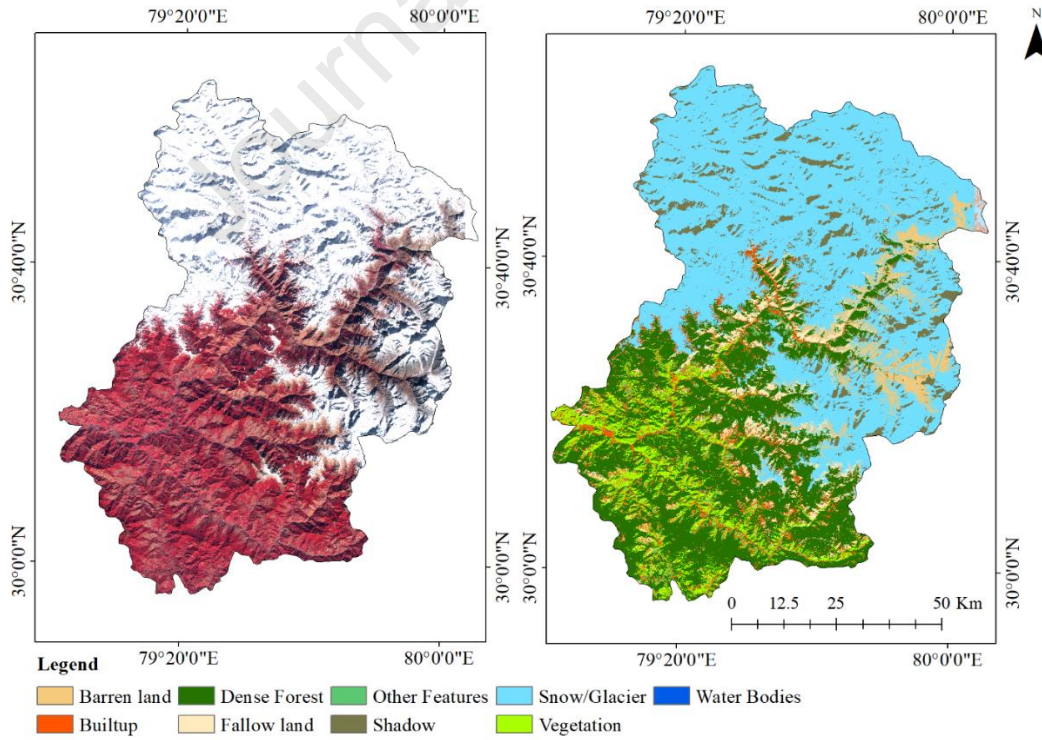 79°20'0"E 80°0'0"E 79°20'0"E 80°0'0"E
N
Journa
30°40'0"N 30°40'0"N 30°40'0"N 30°40'0"N
30°0'0"N 30°0'0"N 30°0'0"N 30°0'0"N
0 12.5 25 50 Km
79°20'0"E 80°0'0"E 79°20'0"E 80°0'0"E
Legend
Barren land Dense Forest Other Features Snow/Glacier Water Bodies
Builtup Fallow land Shadow Vegetation